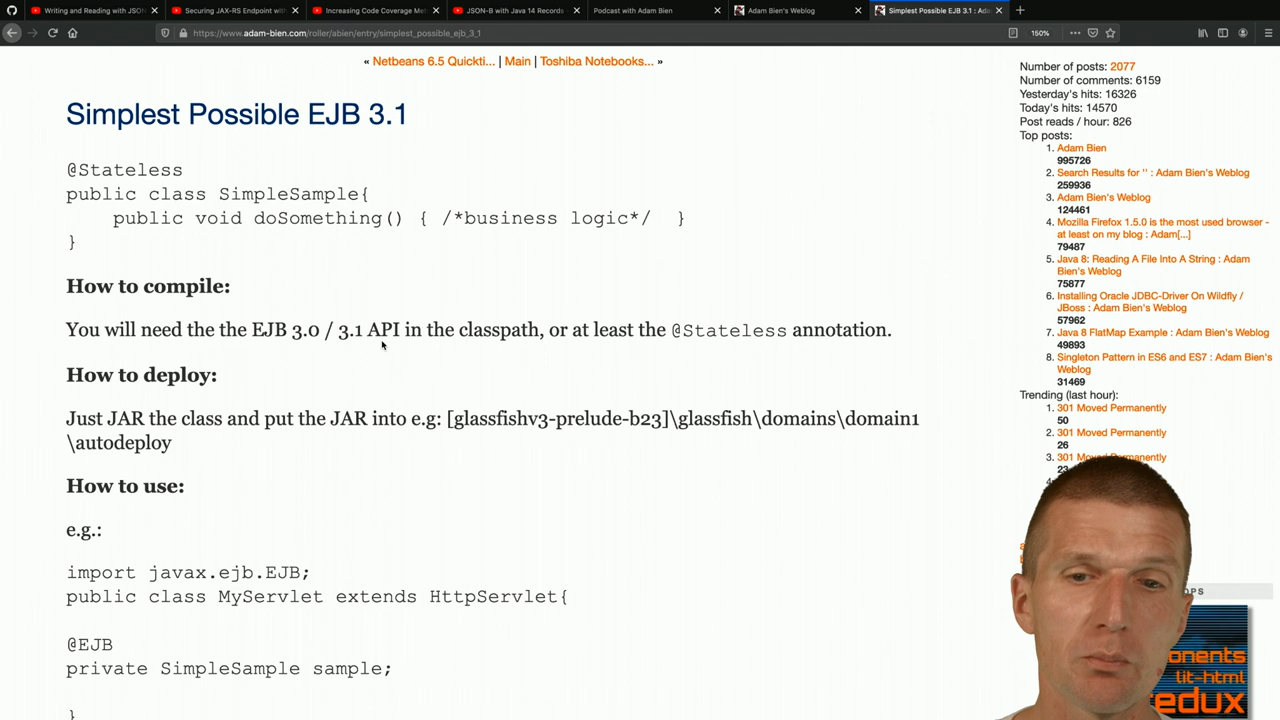 Writing and Reading with JSON
Securing JAX-RS Endpoint with
Increasing Code Coverage Me
JSON-B with Java 14 Records
Podcast with Adam Bien
Adam Bien's Weblog
Simplest Possible EJB 3.1 : Ada
https://www.adam-bien.com/roller/abien/entry/simplest_possible_ejb_3_1
150%
« Netbeans 6.5 Quickti... | Main | Toshiba Notebooks... »
Simplest Possible EJB 3.1
@Stateless
public class SimpleSample{
public void doSomething() { /*business logic*/ }
}
How to compile:
You will need the the EJB 3.0 / 3.1 API in the classpath, or at least the @Stateless annotation.
How to deploy:
Just JAR the class and put the JAR into e.g: [glassfishv3-prelude-b23]\glassfish\domains\domain1
\autodeploy
How to use:
e.g.:
import javax.ejb.EJB;
public class MyServlet extends HttpServlet{
@EJB
private SimpleSample sample;
}
Number of posts: 2077
Number of comments: 6159
Yesterday's hits: 16326
Today's hits: 14570
Post reads / hour: 826
Top posts:
1. Adam Bien
995726
2. Search Results for '' : Adam Bien's Weblog
259936
3. Adam Bien's Weblog
124461
4. Mozilla Firefox 1.5.0 is the most used browser -
at least on my blog : Adam[...]
79487
5. Java 8: Reading A File Into A String : Adam
Bien's Weblog
75877
6. Installing Oracle JDBC-Driver On Wildfly /
JBoss : Adam Bien's Weblog
57962
7. Java 8 FlatMap Example : Adam Bien's Weblog
49893
8. Singleton Pattern in ES6 and ES7 : Adam Bien's
Weblog
31469
Trending (last hour):
1. 301 Moved Permanently
50
2. 301 Moved Permanently
26
3. 301 Moved Permanently
23
OPS
onents
lit-html
redux